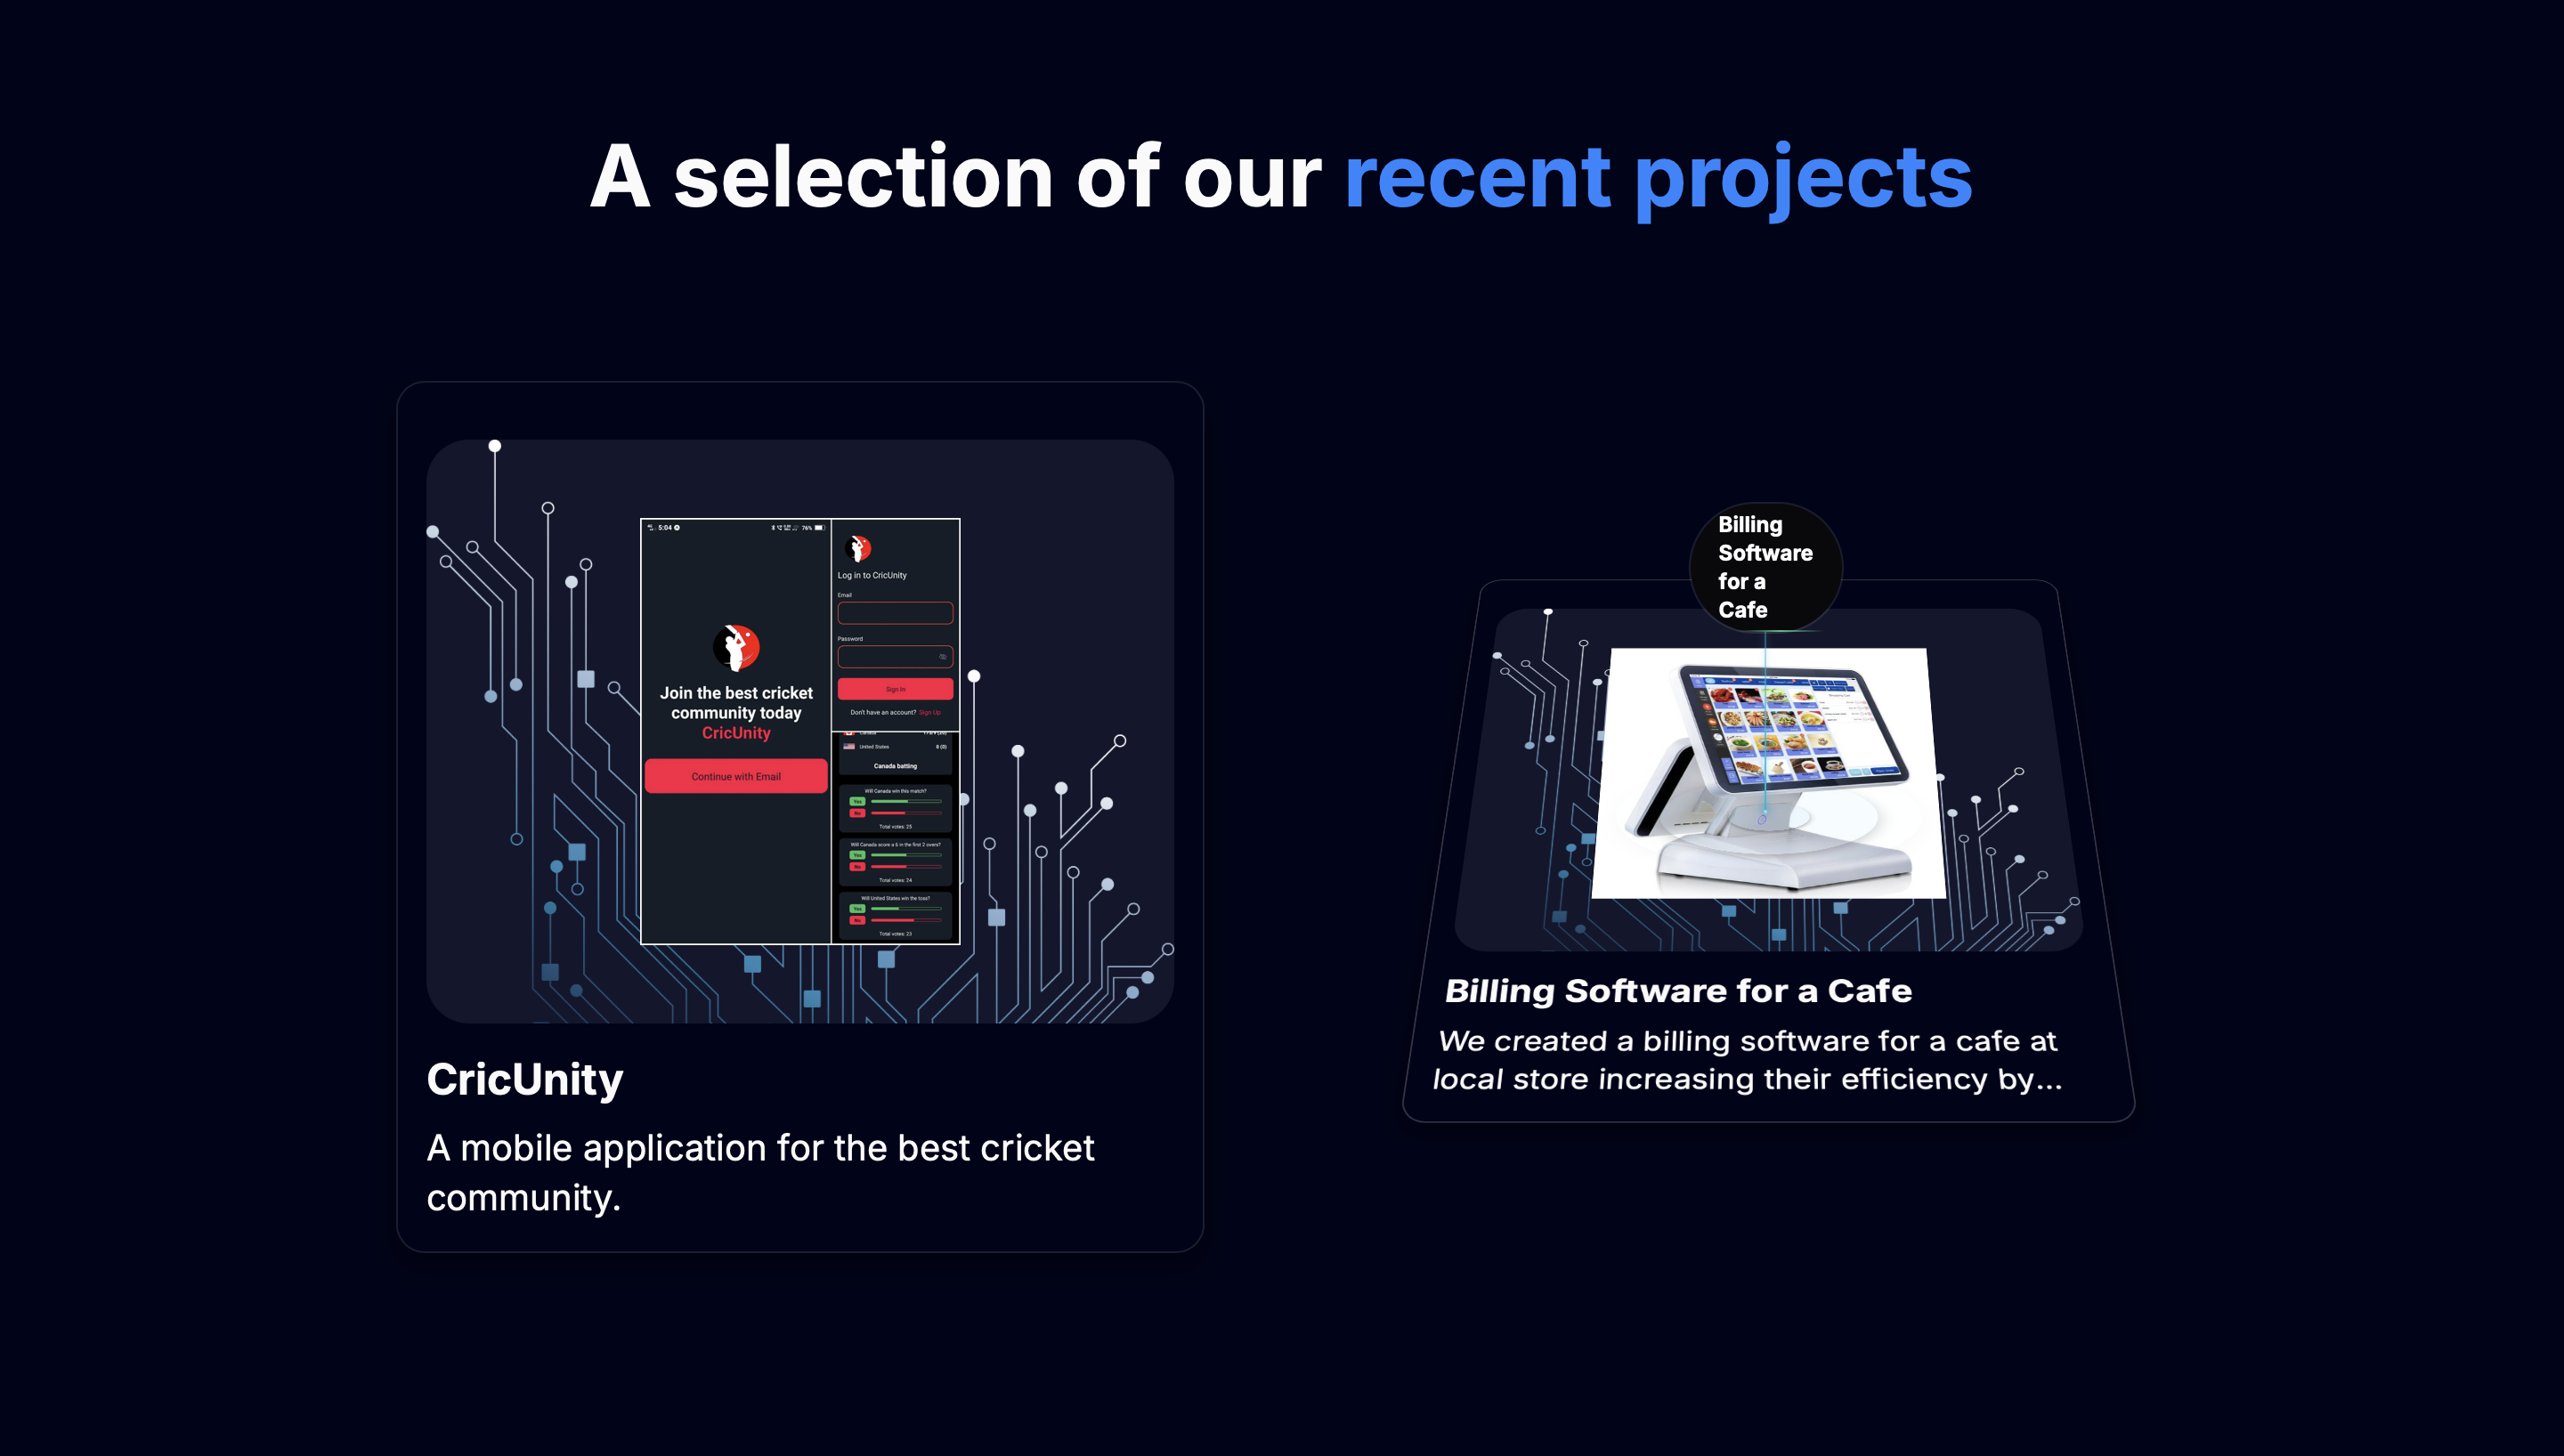 A selection of our recent projects
5:04
76%
Join the best cricket
community today
CricUnity
Continue with Email
Log in to CricUnity
Email
Password
Sign In
Don't have an account? Sign Up
Canada
United States 0 (0)
Canada batting
Will Canada win this match?
Yes
No
Total votes: 25
Will Canada score a 6 in the first 2 overs?
Yes
No
Total votes: 24
Will United States win the toss?
Yes
No
Total votes: 23
CricUnity
A mobile application for the best cricket
community.
Billing
Software
for a
Cafe
Billing Software for a Cafe
We created a billing software for a cafe at
local store increasing their efficiency by...